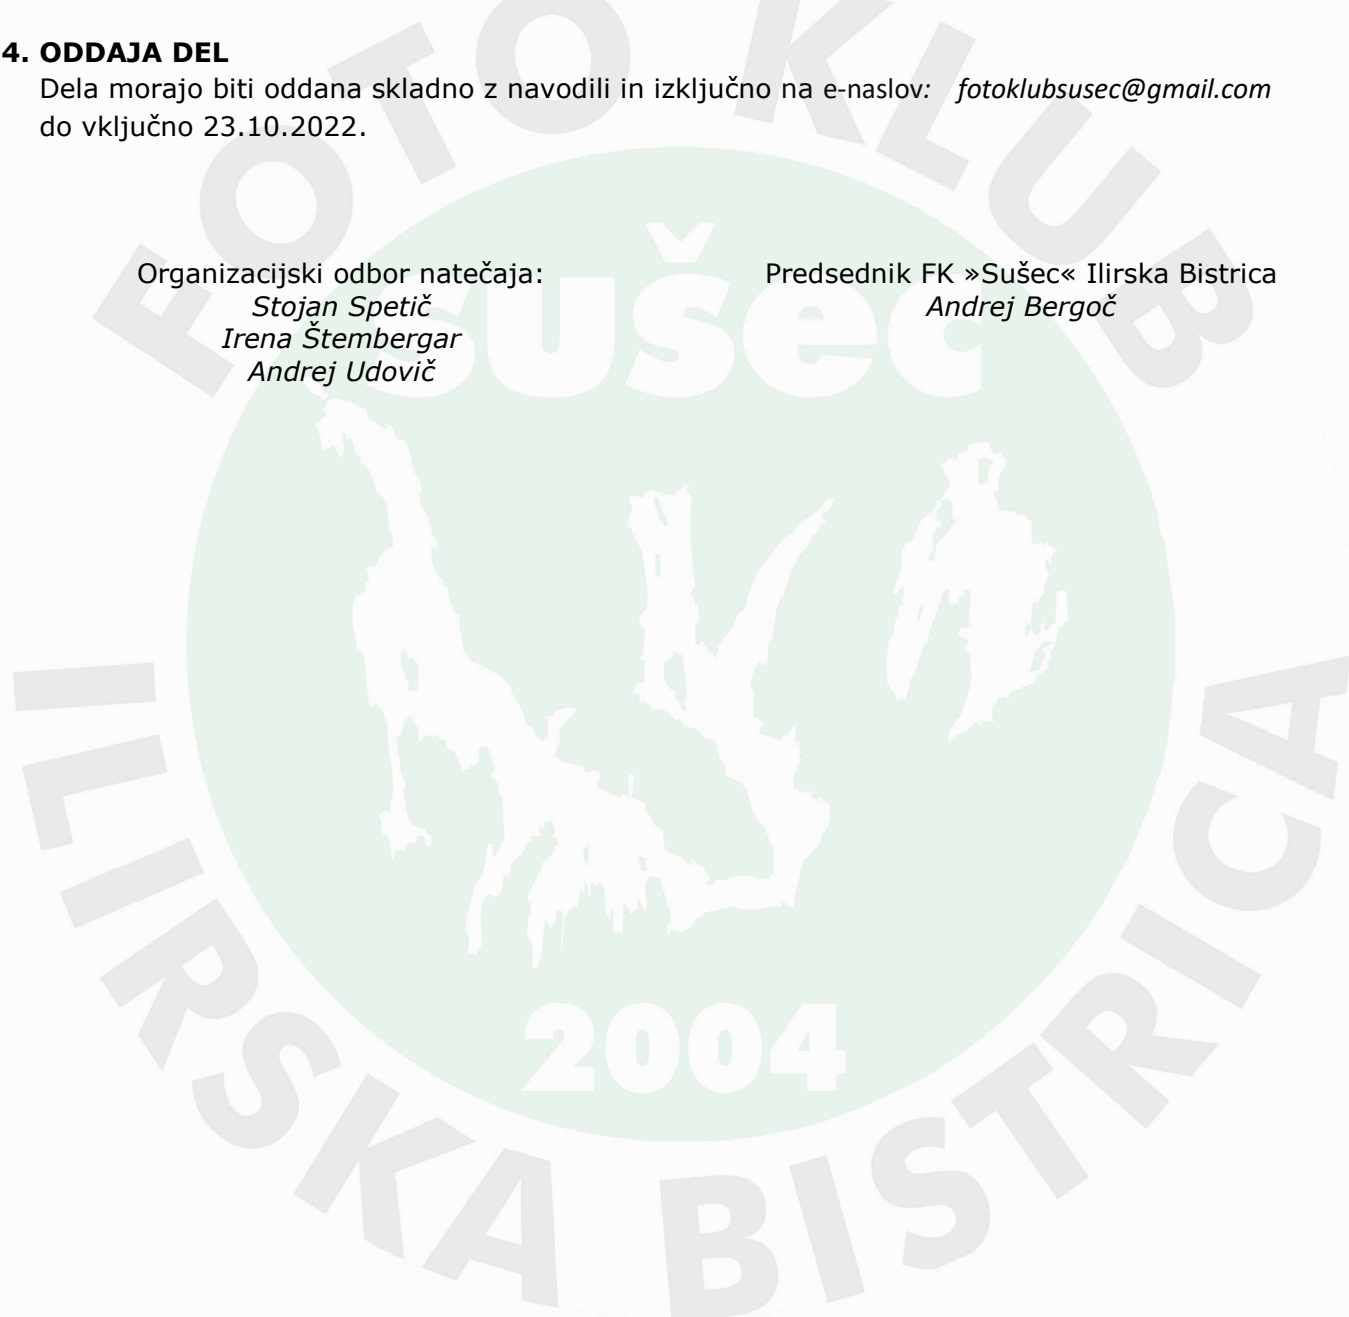 4. ODDAJA DEL
Dela morajo biti oddana skladno z navodili in izključno na e-naslov: fotoklubsusec@gmail.com
do vključno 23.10.2022.
Organizacijski odbor natečaja:
Stojan Spetič
Irena Štembergar
Andrej Udovič
Predsednik FK »Sušec« Ilirska Bistrica
Andrej Bergoč
FOTO KLUB
sušec
2004
ILIRSKA BISTRICA